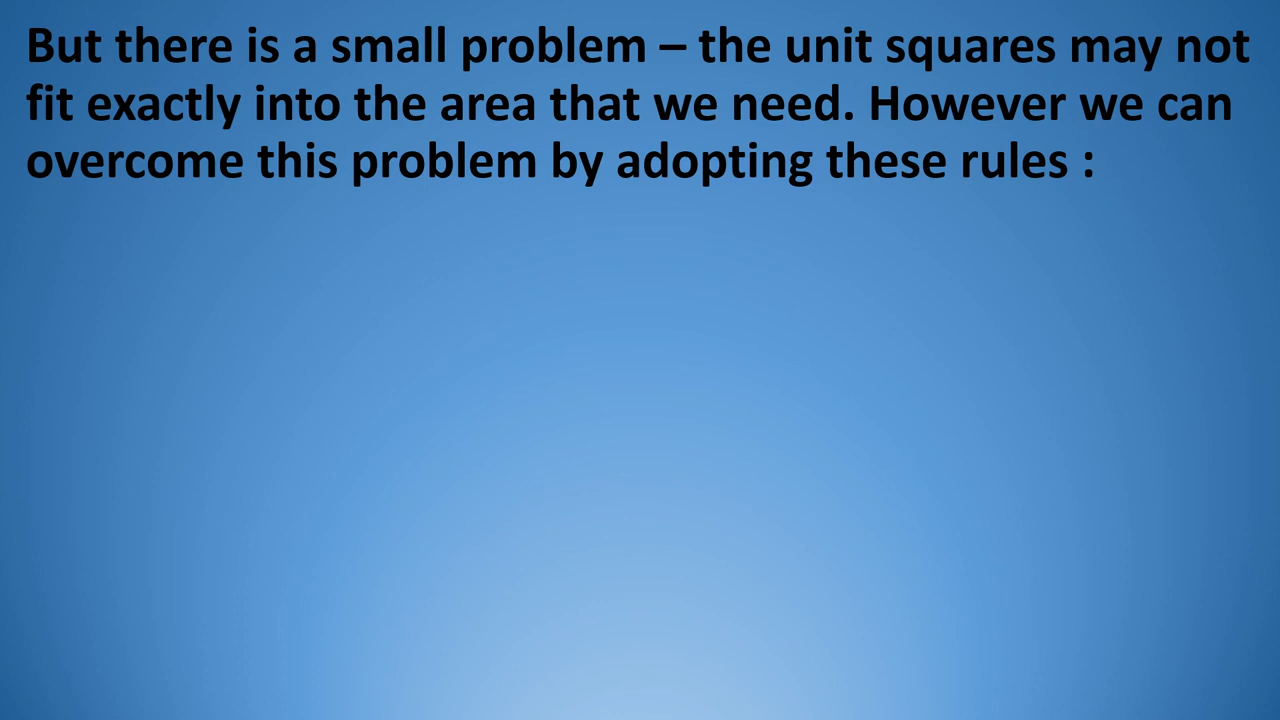 But there is a small problem – the unit squares may not
fit exactly into the area that we need. However we can
overcome this problem by adopting these rules :